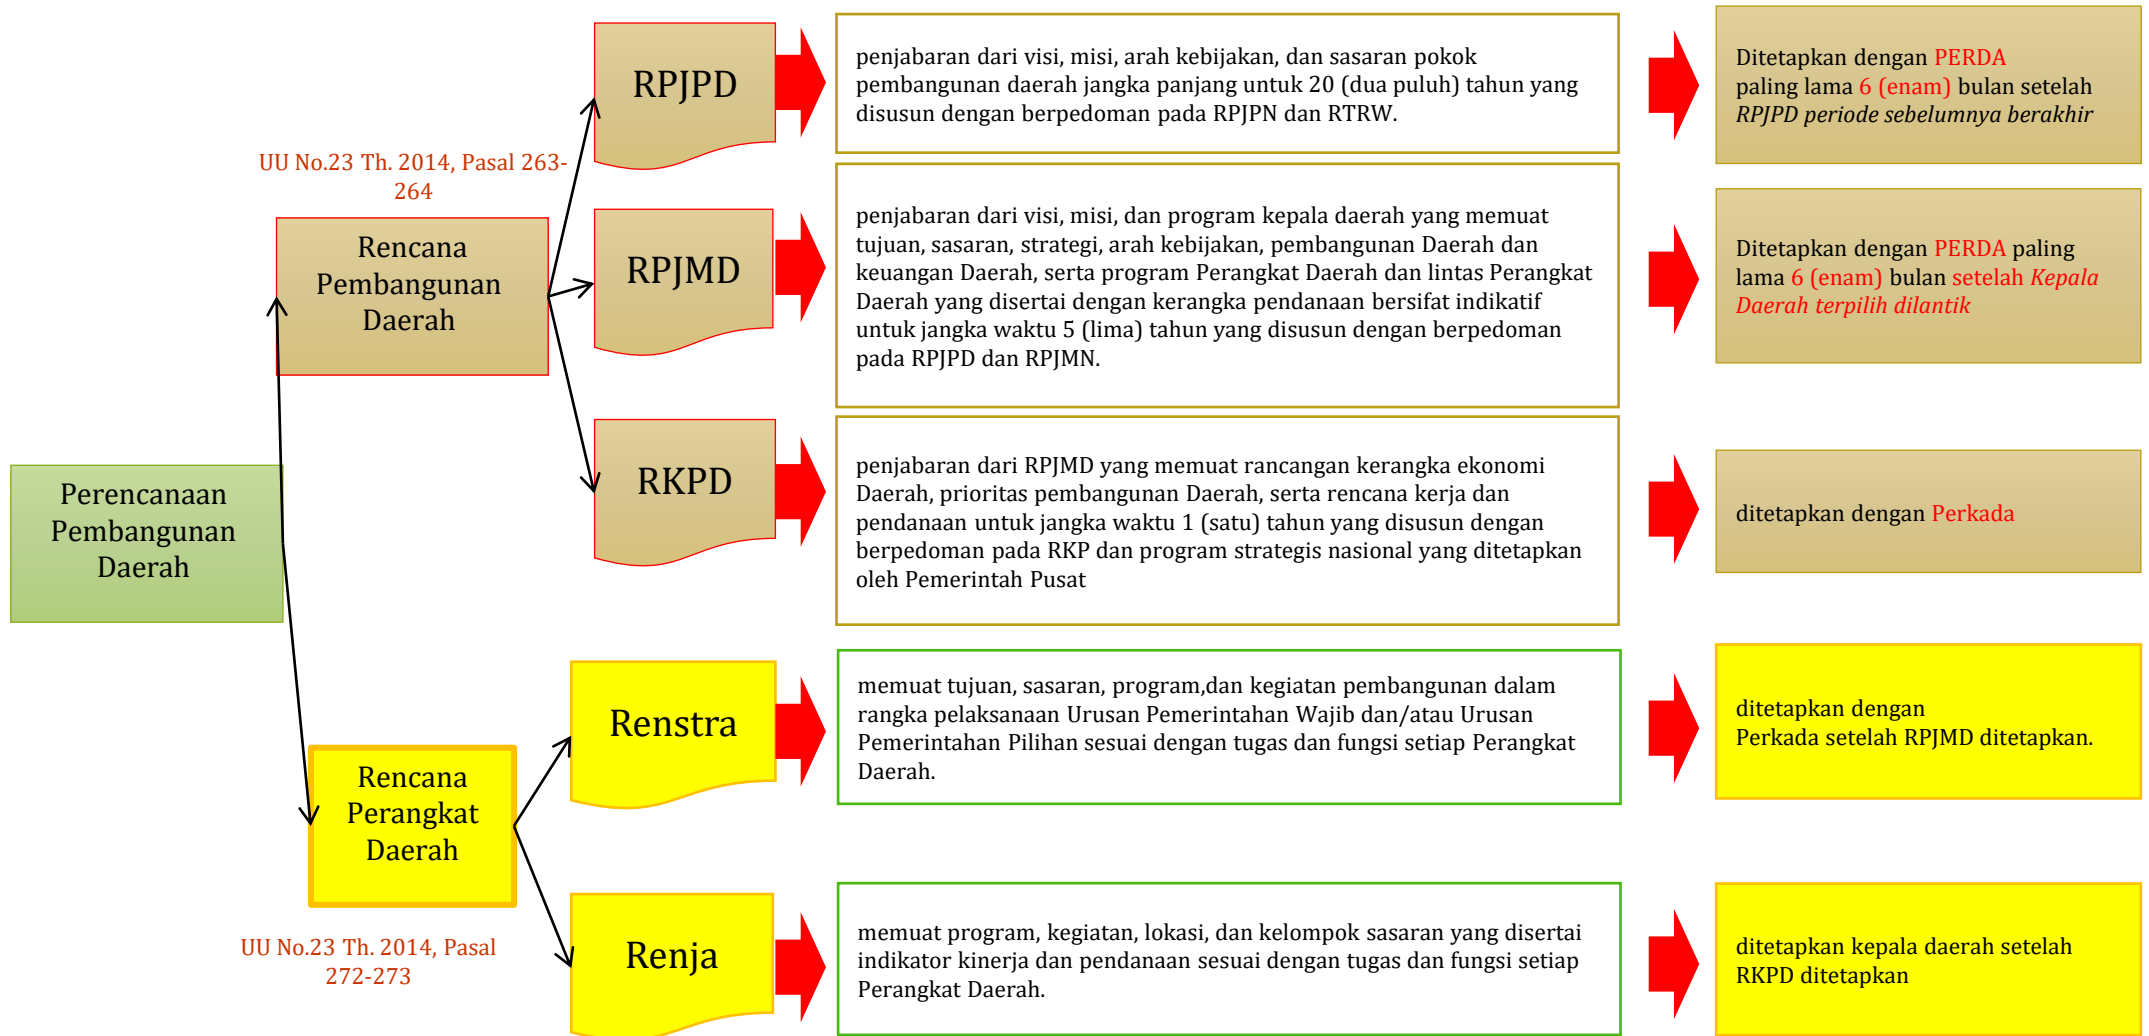 Perencanaan
Pembangunan
Daerah
UU No.23 Th. 2014, Pasal 263-
264
Rencana
Pembangunan
Daerah
RPJPD
penjabaran dari visi, misi, arah kebijakan, dan sasaran pokok
pembangunan daerah jangka panjang untuk 20 (dua puluh) tahun yang
disusun dengan berpedoman pada RPJPN dan RTRW.
Ditetapkan dengan PERDA
paling lama 6 (enam) bulan setelah
RPJPD periode sebelumnya berakhir
RPJMD
penjabaran dari visi, misi, dan program kepala daerah yang memuat
tujuan, sasaran, strategi, arah kebijakan, pembangunan Daerah dan
keuangan Daerah, serta program Perangkat Daerah dan lintas Perangkat
Daerah yang disertai dengan kerangka pendanaan bersifat indikatif
untuk jangka waktu 5 (lima) tahun yang disusun dengan berpedoman
pada RPJPD dan RPJMN.
Ditetapkan dengan PERDA paling
lama 6 (enam) bulan setelah Kepala
Daerah terpilih dilantik
RKPD
penjabaran dari RPJMD yang memuat rancangan kerangka ekonomi
Daerah, prioritas pembangunan Daerah, serta rencana kerja dan
pendanaan untuk jangka waktu 1 (satu) tahun yang disusun dengan
berpedoman pada RKP dan program strategis nasional yang ditetapkan
oleh Pemerintah Pusat
ditetapkan dengan Perkada
Rencana
Perangkat
Daerah
UU No.23 Th. 2014, Pasal
272-273
Renstra
memuat tujuan, sasaran, program,dan kegiatan pembangunan dalam
rangka pelaksanaan Urusan Pemerintahan Wajib dan/atau Urusan
Pemerintahan Pilihan sesuai dengan tugas dan fungsi setiap Perangkat
Daerah.
ditetapkan dengan
Perkada setelah RPJMD ditetapkan.
Renja
memuat program, kegiatan, lokasi, dan kelompok sasaran yang disertai
indikator kinerja dan pendanaan sesuai dengan tugas dan fungsi setiap
Perangkat Daerah.
ditetapkan kepala daerah setelah
RKPD ditetapkan